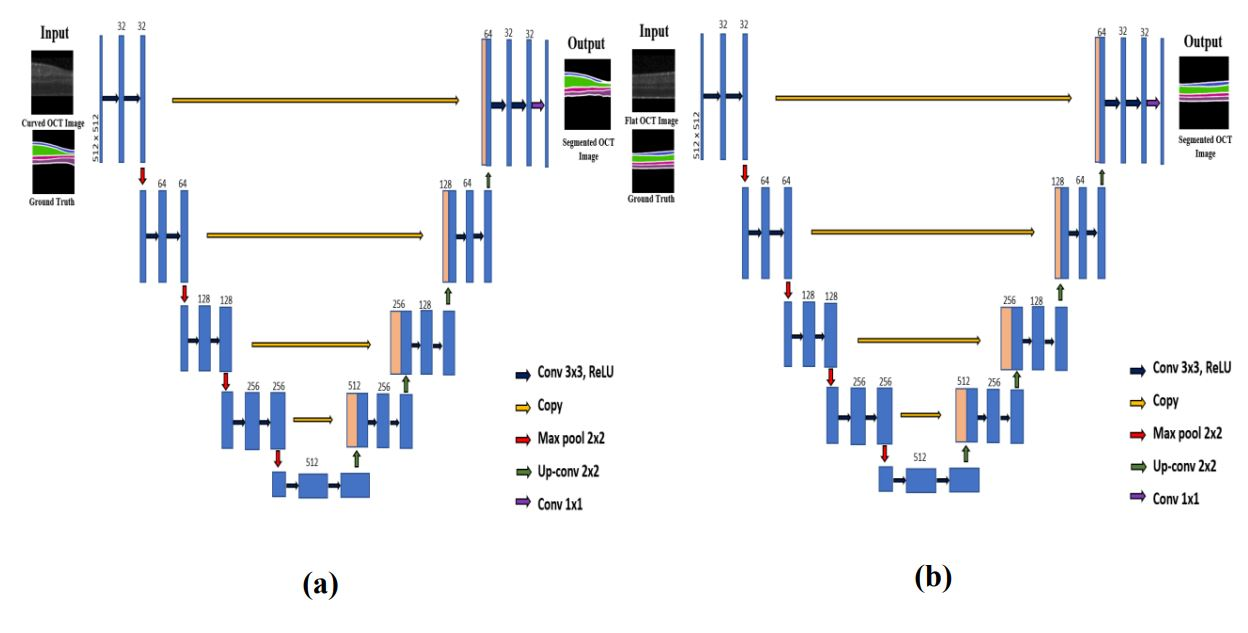 Input
Curved OCT Image
Ground Truth
512 x 512
32 32
64 64
128 128
256 256
512
512 256
256 128
128 64
64 32 32
Output
Segmented OCT
Image
Conv 3x3, ReLU
Copy
Max pool 2x2
Up-conv 2x2
Conv 1x1
(a)
Input
Flat OCT Image
Ground Truth
512 x 512
32 32
64 64
128 128
256 256
512
512 256
256 128
128 64
64 32 32
Output
Segmented OCT
Image
Conv 3x3, ReLU
Copy
Max pool 2x2
Up-conv 2x2
Conv 1x1
(b)